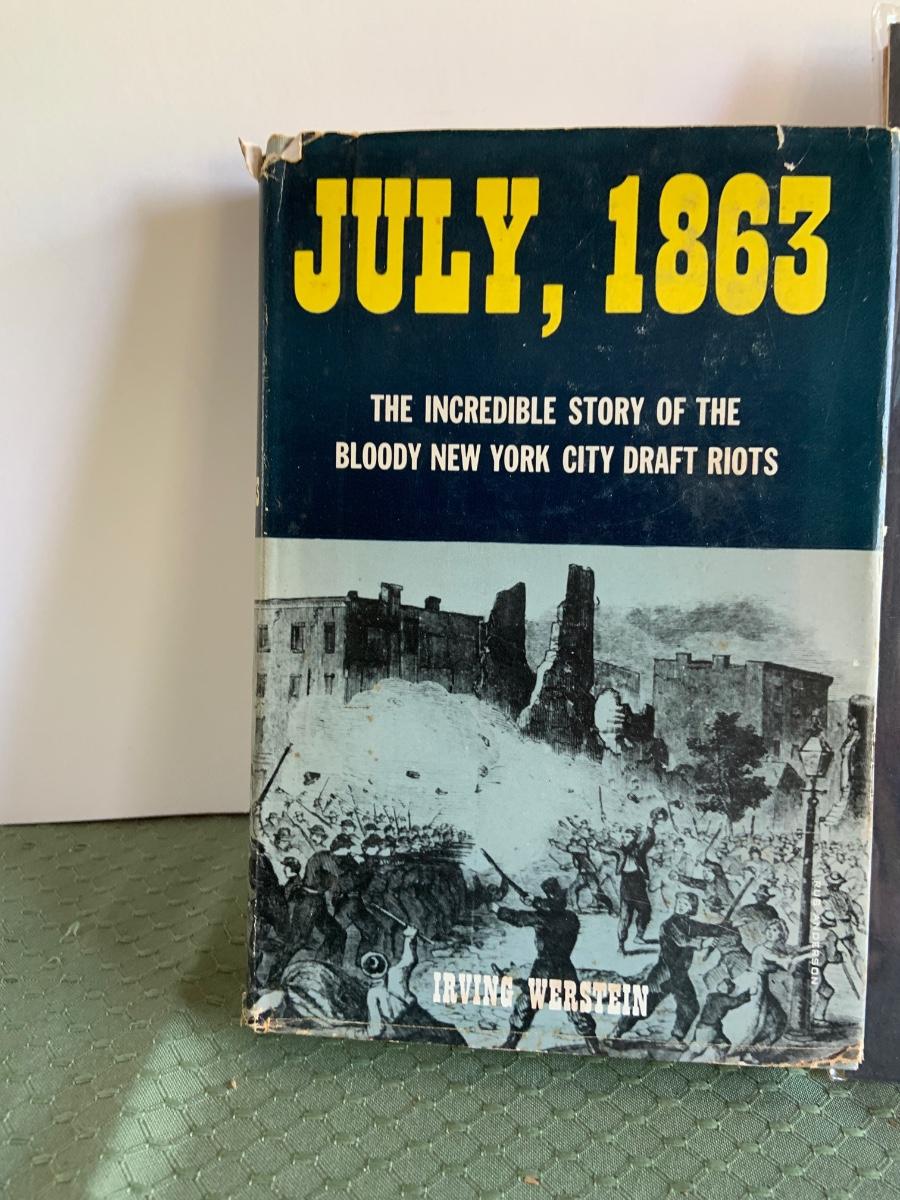 JULY, 1863
THE INCREDIBLE STORY OF THE
BLOODY NEW YORK CITY DRAFT RIOTS
IRVING WERSTEIN